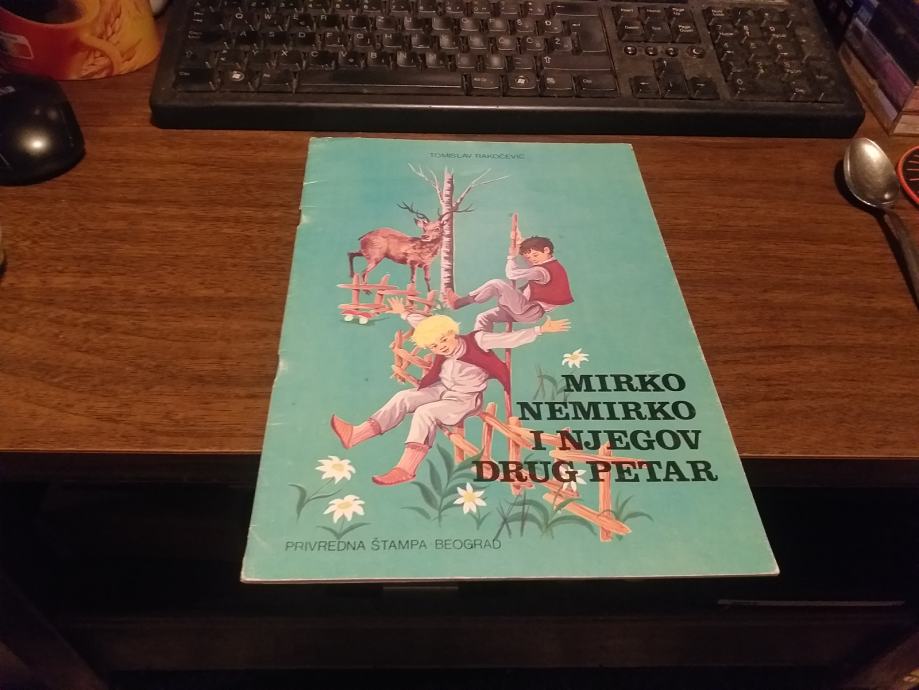 TOMISLAV RAKOČEVIĆ
MIRKO
NEMIRKO
I NJEGOV
DRUG PETAR
PRIVREDNA ŠTAMPA BEOGRAD